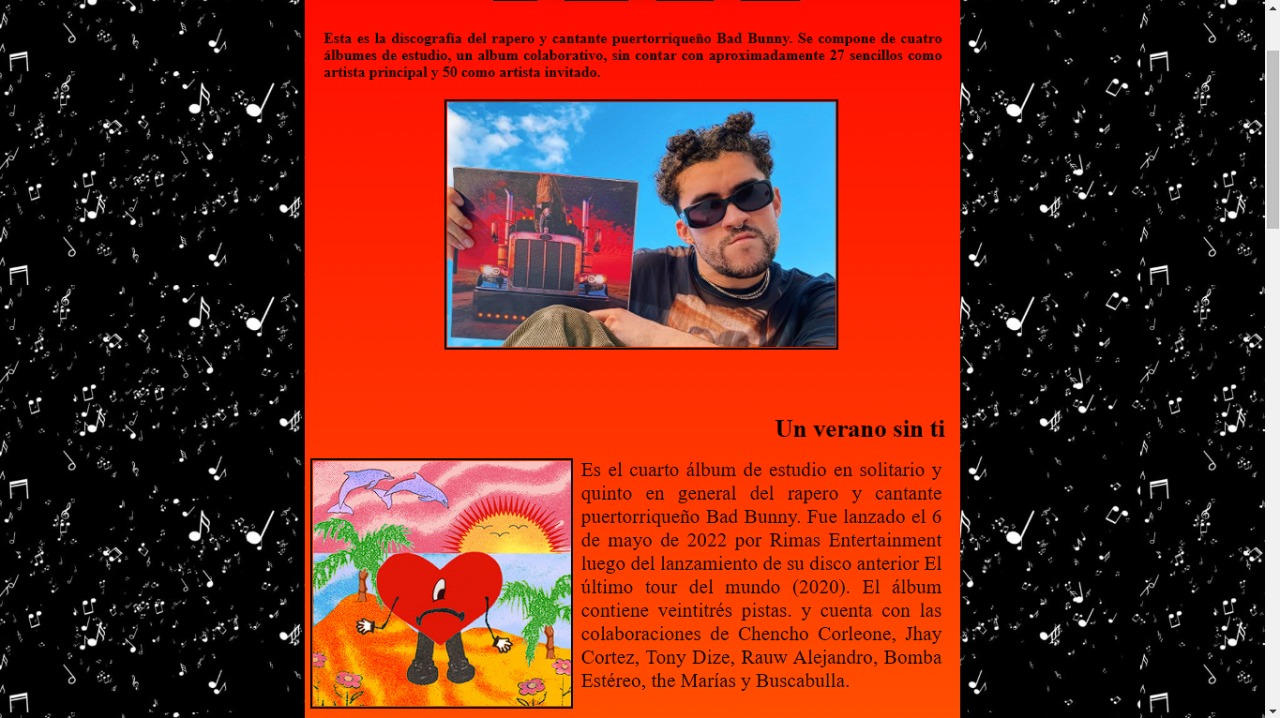 Esta es la discografía del rapero y cantante puertorriqueño Bad Bunny. Se compone de cuatro
álbumes de estudio, un album colaborativo, sin contar con aproximadamente 27 sencillos como
artista principal y 50 como artista invitado.
Un verano sin ti
Es el cuarto álbum de estudio en solitario y
quinto en general del rapero y cantante
puertorriqueño Bad Bunny. Fue lanzado el 6
de mayo de 2022 por Rimas Entertainment
luego del lanzamiento de su disco anterior El
último tour del mundo (2020). El álbum
contiene veintitrés pistas. y cuenta con las
colaboraciones de Chencho Corleone, Jhay
Cortez, Tony Dize, Rauw Alejandro, Bomba
Estéreo, the Marías y Buscabulla.